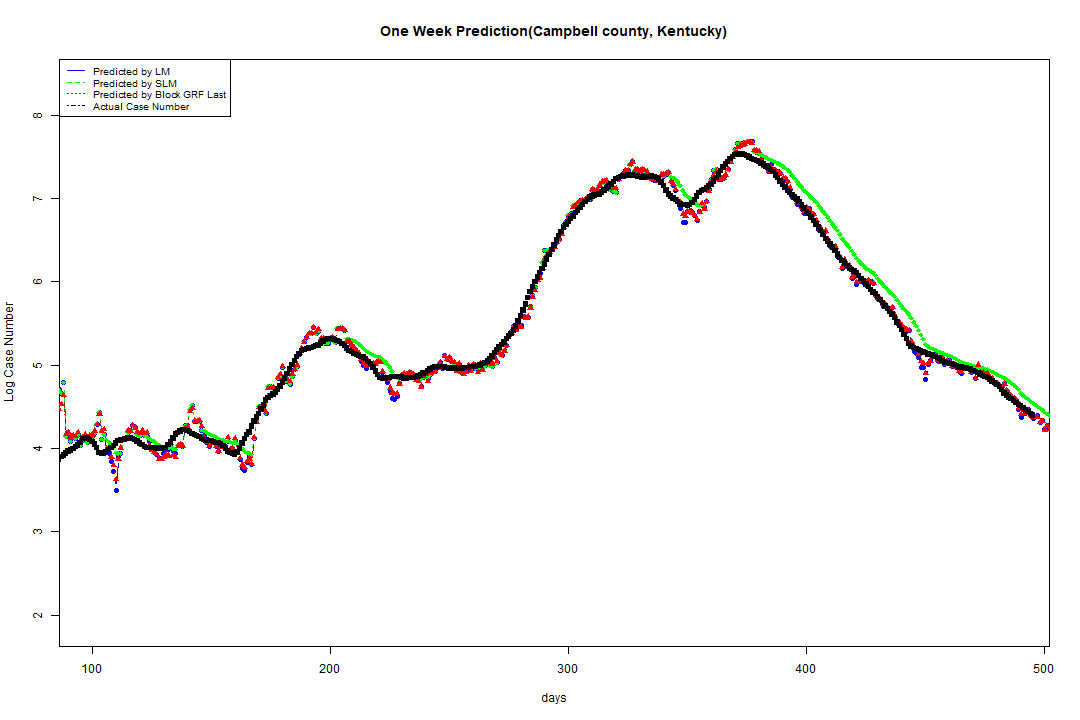 One Week Prediction(Campbell county, Kentucky)
Predicted by LM
Predicted by SLM
Predicted by Block GRF Last
Actual Case Number
8
7
6
5
4
3
2
Log Case Number
100 200 300 400 500
days